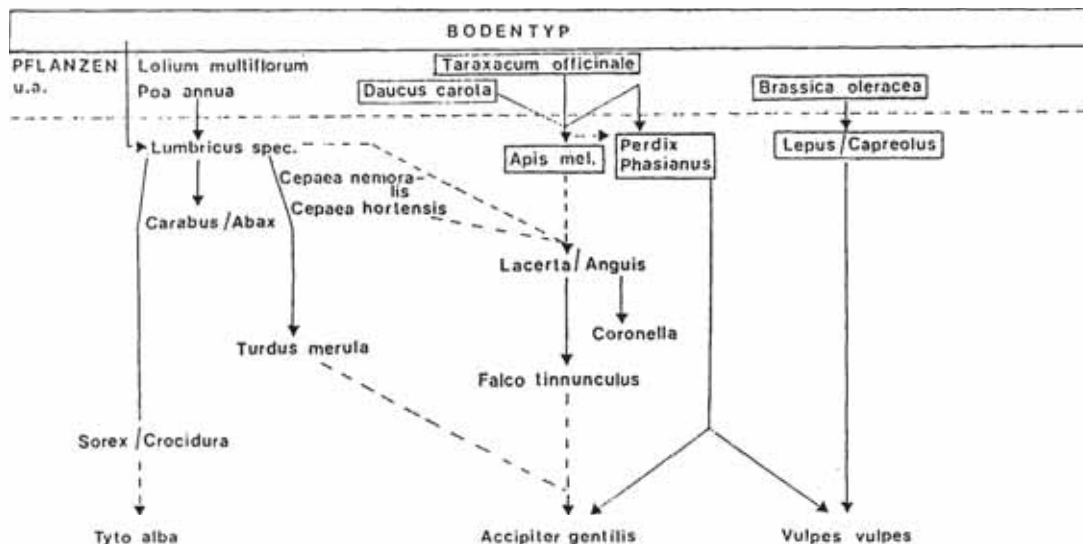 BODENTYP
PFLANZEN
u.a.
Lolium multiflorum
Poa annua
Taraxacum officinale
Daucus carota
Brassica oleracea
Lumbricus spec.
Apis mel.
Perdix
Phasianus
Lepus/Capreolus
Cepaea nemora-
lis
Cepaea hortensis
Carabus/Abax
Lacerta/Anguis
Coronella
Turdus merula
Falco tinnunculus
Sorex/Crocidura
Tyto alba
Accipiter gentilis
Vulpes vulpes